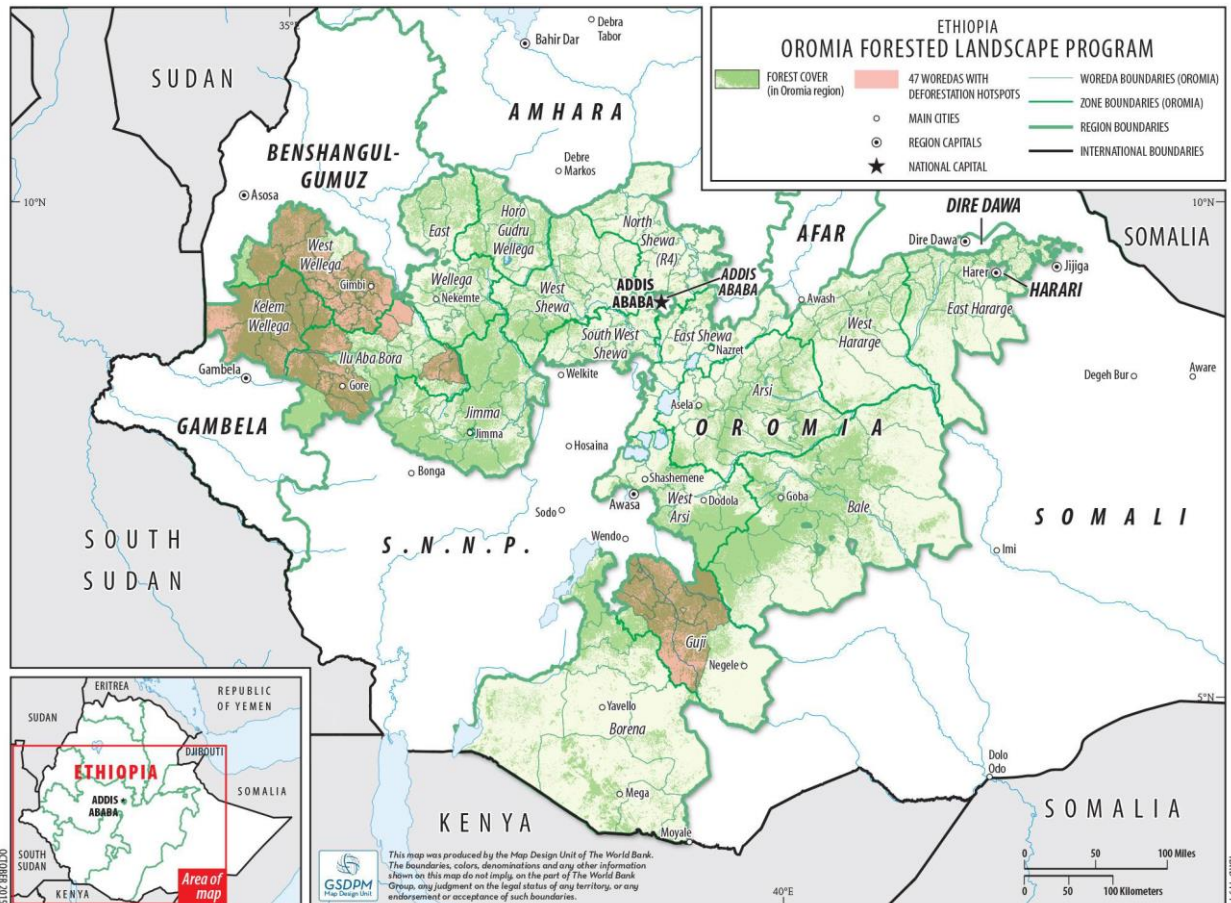 ETHIOPIA
OROMIA FORESTED LANDSCAPE PROGRAM
FOREST COVER
(in Oromia region)
47 WOREDAS WITH
DEFORESTATION HOTSPOTS
MAIN CITIES
REGION CAPITALS
NATIONAL CAPITAL
WOREDA BOUNDARIES (OROMIA)
ZONE BOUNDARIES (OROMIA)
REGION BOUNDARIES
INTERNATIONAL BOUNDARIES
35°
Debra
Tabor
Bahir Dar
SUDAN
AMHARA
BENSHANGUL-
GUMUZ
Debre
Markos
10°N
10°N
Asosa
DIRE DAWA
Dire Dawa
AFAR
SOMALIA
Horo
Gudru
Wellega
North
Shewa
(R4)
East
Wellega
West
Wellega
Gimbi
Nekemte
West
Shewa
ADDIS
ABABA
ADDIS
ABABA
Harer
HARARI
Jijiga
East Hararge
Awash
West
Hararge
Kelem
Wellega
South West
Shewa
East Shewa
Nazret
Ilu Aba Bora
Gambela
Gore
Welkite
Degeh Bur
Aware
Arsi
Asela
GAMBELA
Jimma
Jimma
OROMIA
Hosaina
Bonga
Shashemene
West
Arsi
Dodola
Goba
Bale
Awasa
Sodo
SOMALI
SOUTH
SUDAN
S.N.N.P.
Wendo
Imi
Guji
Negele
5°N
Yavello
Borena
Dolo
Odo
Mega
KENYA
Moyale
SOMALIA
40°E
0 50 100 Miles
0 50 100 Kilometers
ERITREA
REPUBLIC
OF YEMEN
SUDAN
DJIBOUTI
ETHIOPIA
SOMALIA
ADDIS
ABABA
SOUTH
SUDAN
KENYA
Area of
map
GSDPM
Map Design Unit
This map was produced by the Map Design Unit of The World Bank.
The boundaries, colors, denominations and any other information
shown on this map do not imply, on the part of The World Bank
Group, any judgment on the legal status of any territory, or any
endorsement or acceptance of such boundaries.
OCTOBER 2015